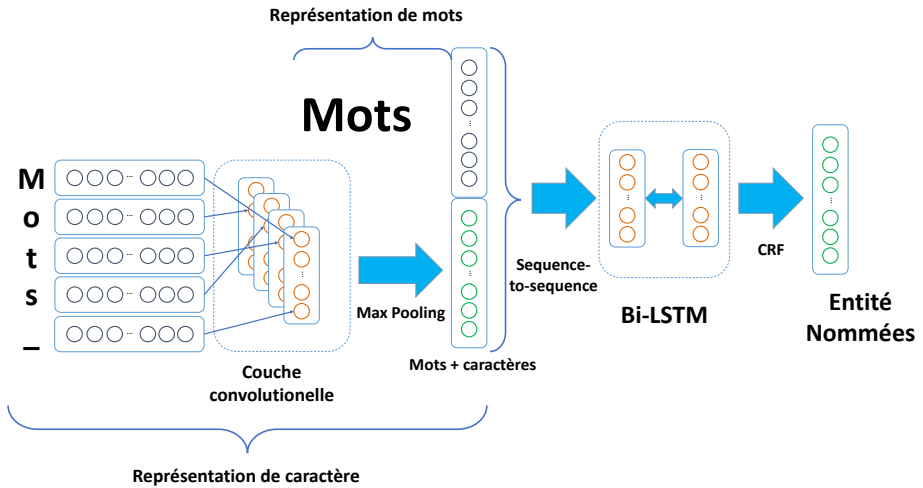 Représentation de mots
Mots
M
o
t
s
_
Max Pooling
Couche
convolutionelle
Mots + caractères
Sequence-
to-sequence
Bi-LSTM
CRF
Entité
Nommées
Représentation de caractère